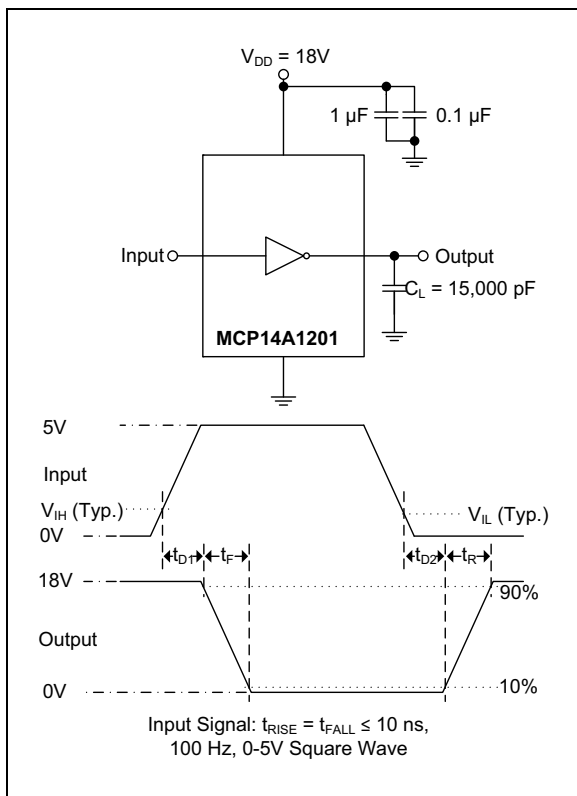 V_DD = 18V
1 µF 0.1 µF
Input Output
C_L = 15,000 pF
MCP14A1201
5V
Input
V_IH (Typ.) V_IL (Typ.)
0V
t_D1 t_F t_D2 t_R
18V 90%
Output
0V 10%
Input Signal: t_RISE = t_FALL ≤ 10 ns,
100 Hz, 0-5V Square Wave